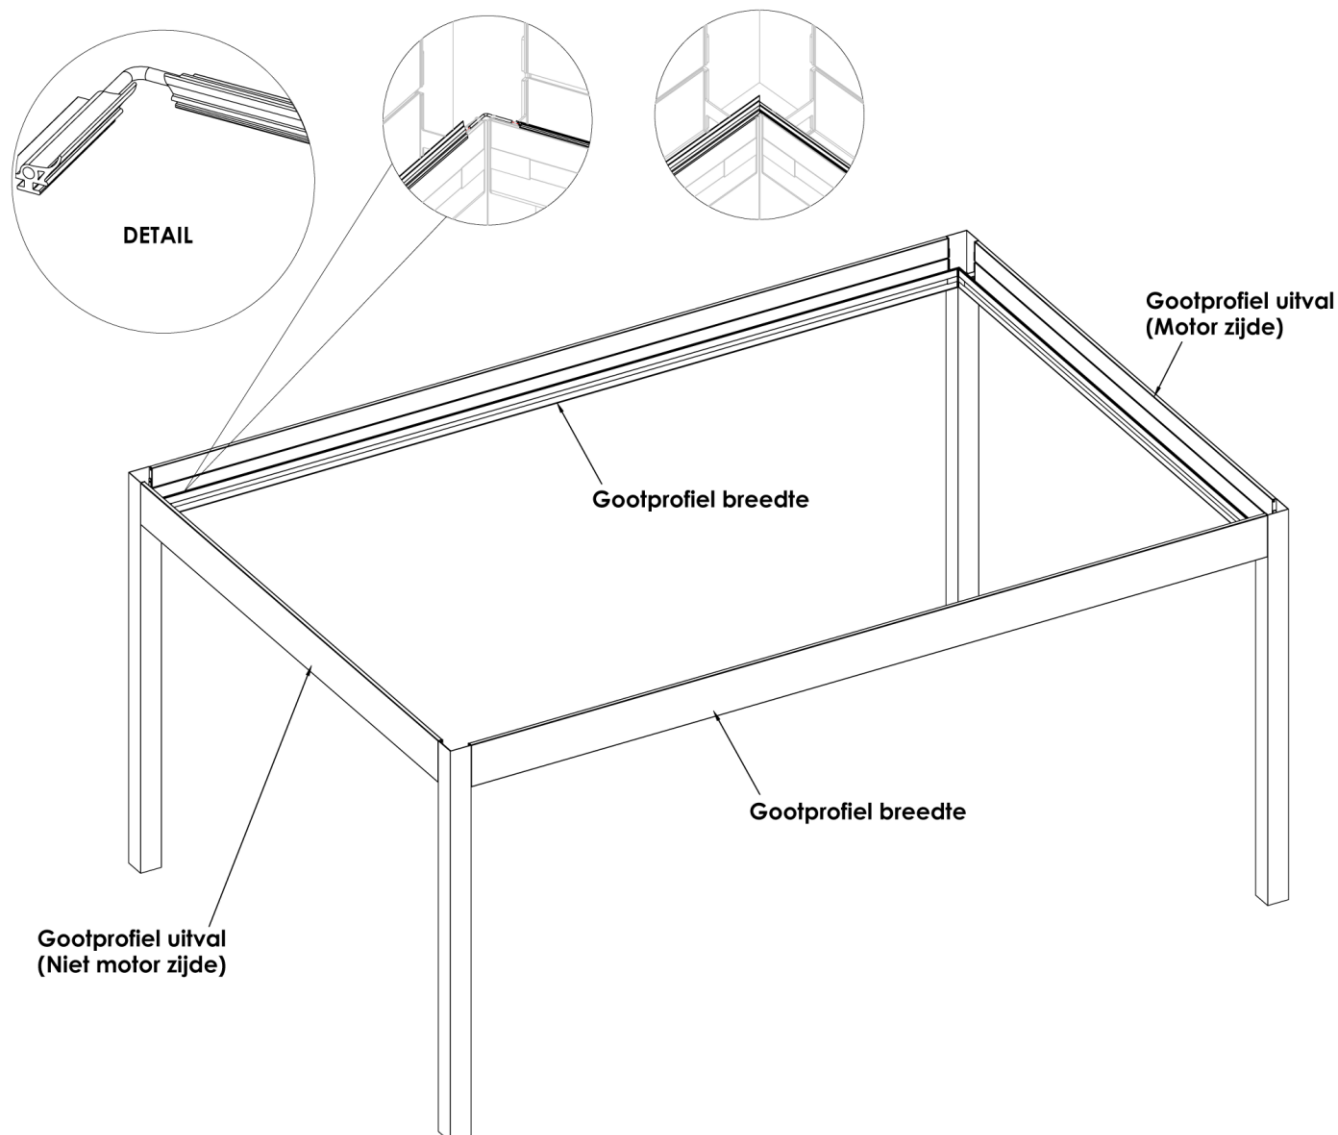 DETAIL
Gootprofiel uitval
(Motor zijde)
Gootprofiel breedte
Gootprofiel breedte
Gootprofiel uitval
(Niet motor zijde)